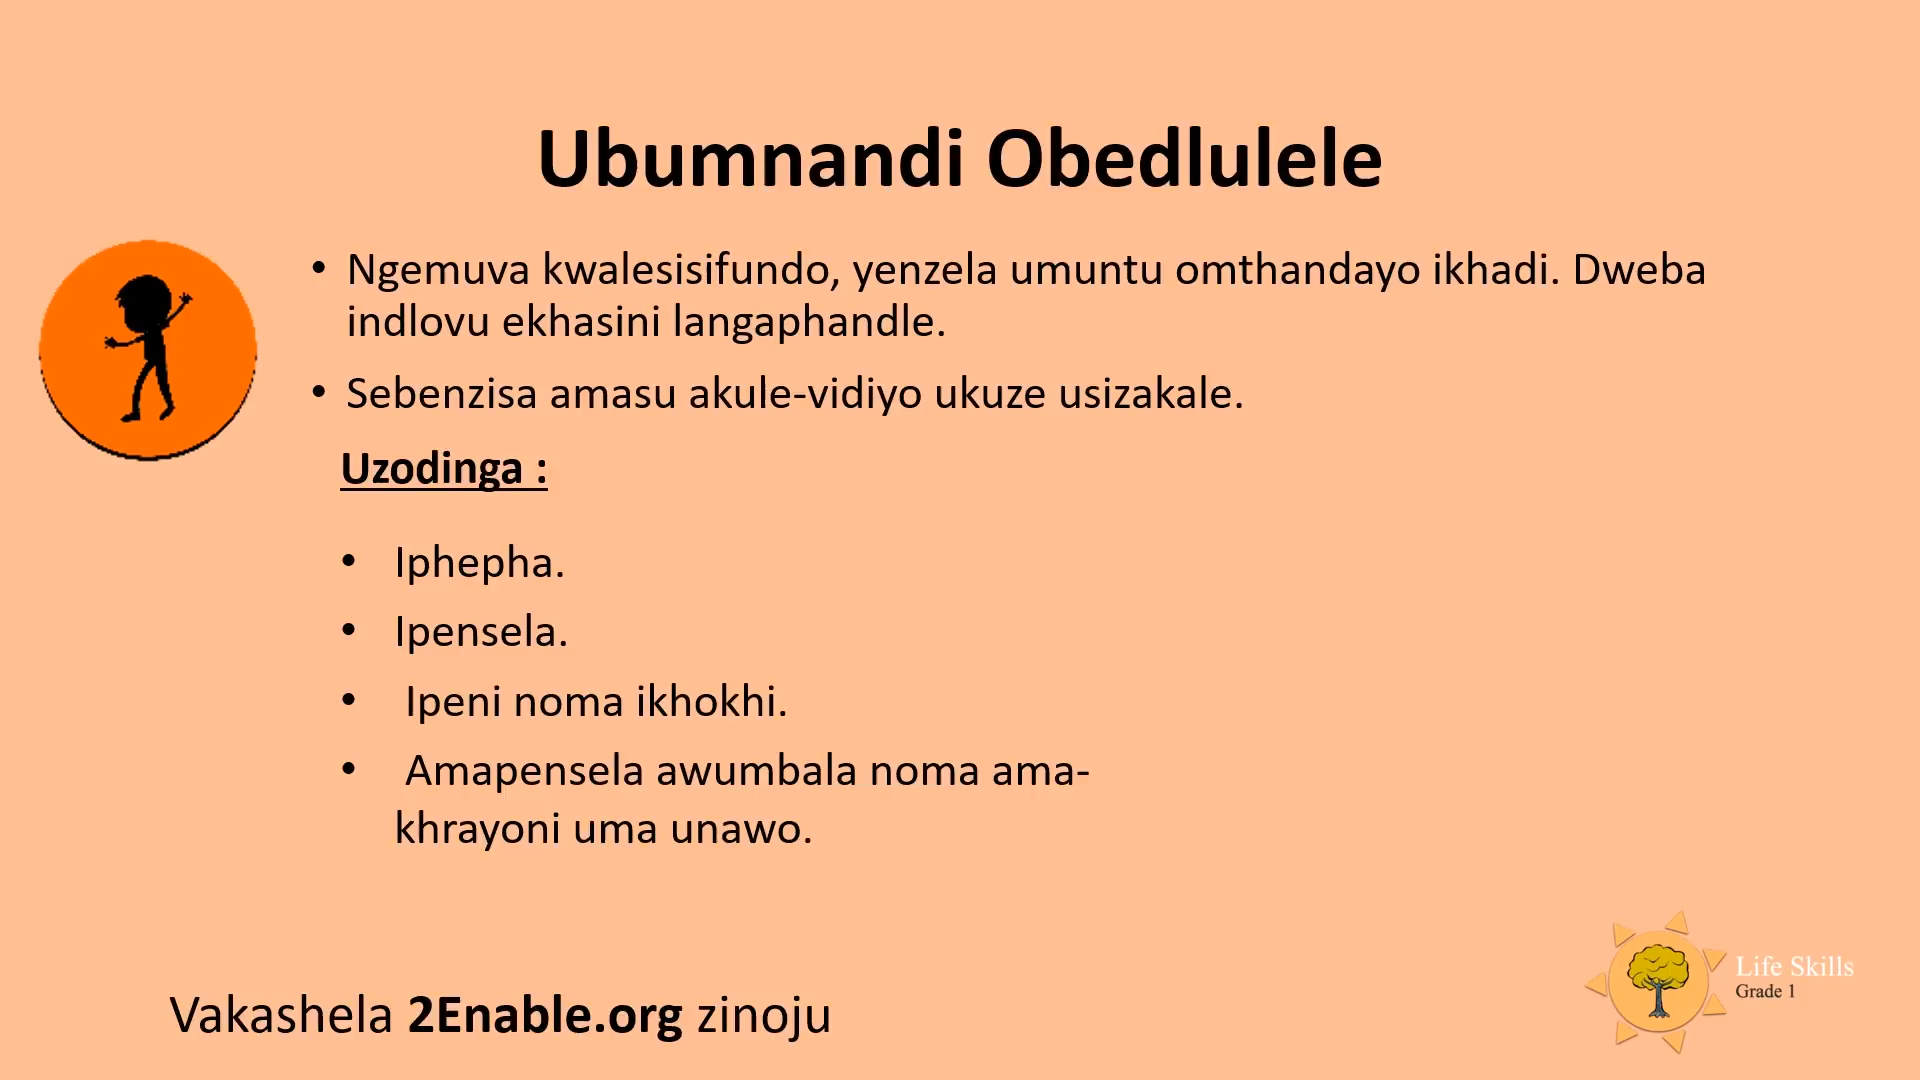 Ubumnandi Obedlulele
• Ngemuva kwalesisifundo, yenzela umuntu omthandayo ikhadi. Dweba
indlovu ekhasini langaphandle.
• Sebenzisa amasu akule-vidiyo ukuze usizakale.
Uzodinga :
• Iphepha.
• Ipensela.
• Ipeni noma ikhokhi.
• Amapensela awumbala noma ama-
khrayoni uma unawo.
Life Skills
Grade 1
Vakashela 2Enable.org zinoju